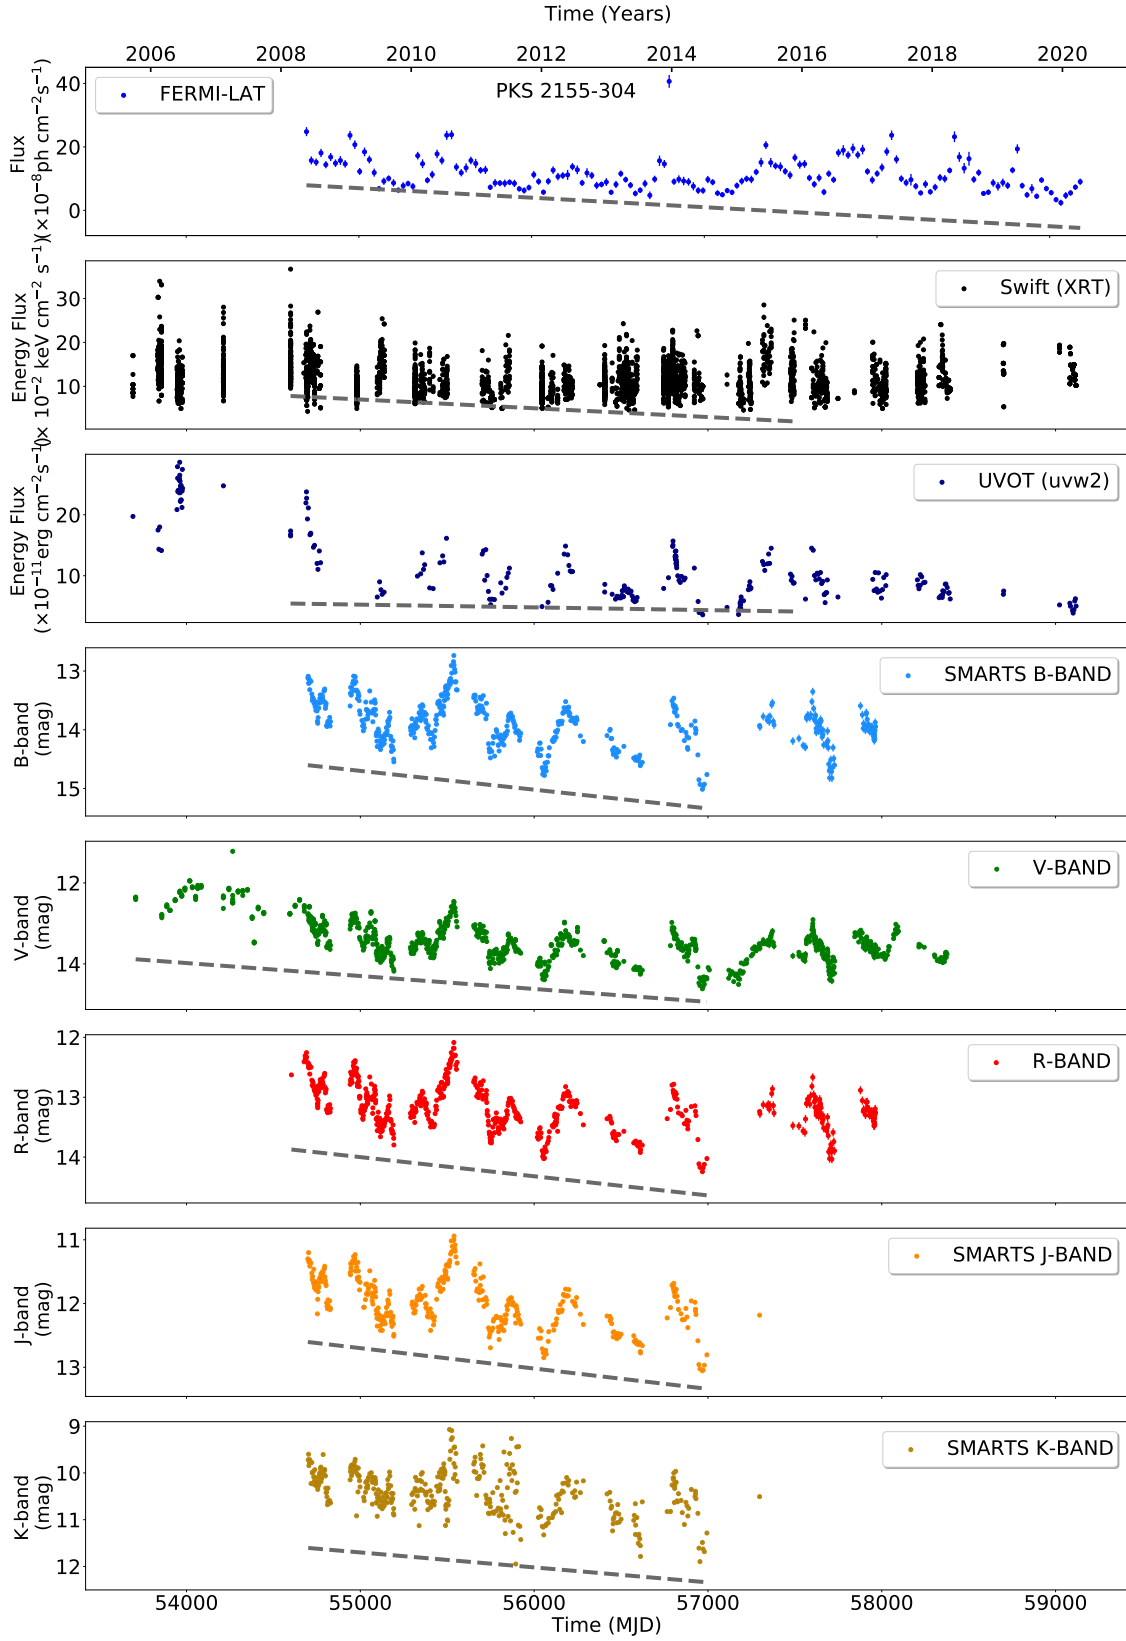 Time (Years)
2006 2008 2010 2012 2014 2016 2018 2020
Flux
(×10−8ph cm−2s−1)
40
20
0
FERMI-LAT
PKS 2155-304
Energy Flux
(× 10−2 keV cm−2 s−1)
30
20
10
Swift (XRT)
Energy Flux
(×10−11erg cm−2s−1)
20
10
UVOT (uvw2)
B-band
(mag)
13
14
15
SMARTS B-BAND
V-band
(mag)
12
14
V-BAND
R-band
(mag)
12
13
14
R-BAND
J-band
(mag)
11
12
13
SMARTS J-BAND
K-band
(mag)
9
10
11
12
SMARTS K-BAND
54000 55000 56000 57000 58000 59000
Time (MJD)